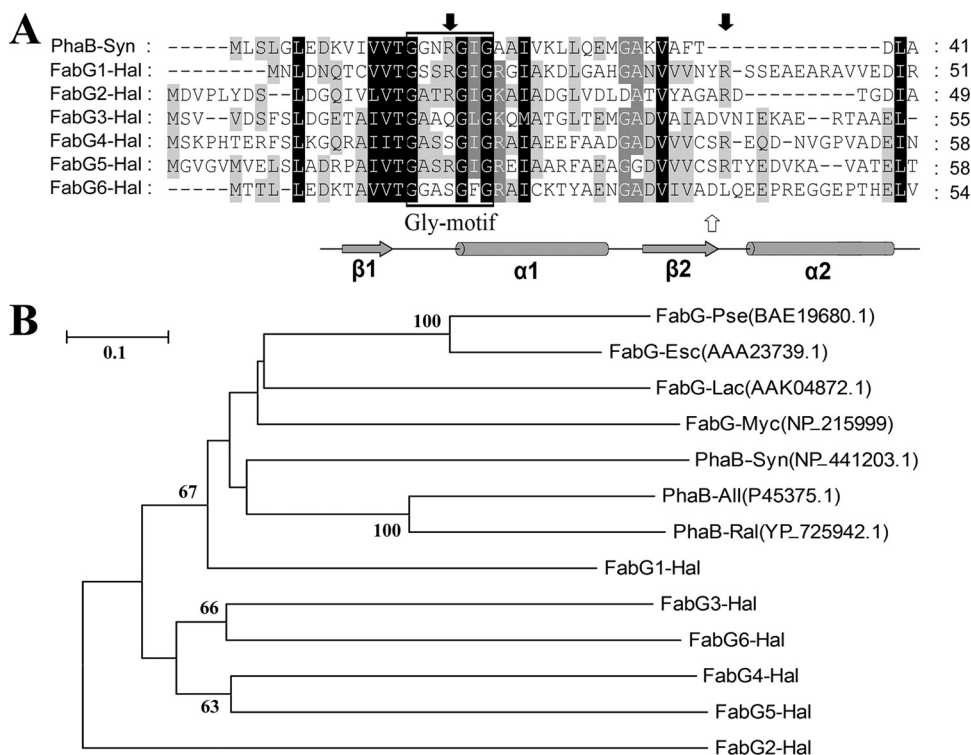 A
PhaB-Syn : -----MLSLGLEDKVIVVTGGNRGIGAAIVKLLQEMGAKVAFT--------------DLA : 41
FabG1-Hal : --------MNLDNQTCVVTGSSRGIGRGIAKDLGAHGANVVVNYR-SSEAEARAVVEDIR : 51
FabG2-Hal : MDVPLYDS--LDGQIVLVTGATRGIGKAIADGLVDLDATVYAGARD---------TGDIA : 49
FabG3-Hal : MSV--VDSFSLDGETAIVTGAAQGLGKQMATGLTEMGADVAIADVNIEKAE--RTAAEL- : 55
FabG4-Hal : MSKPHTERFSLDGKTAIITGASSGIGRAIAEEFAADGADVVVCSR-EQ-DNVGPVADEIN : 58
FabG5-Hal : MGVGVMVELSLADRPAIVTGASRGIGREIAARFAEAGGDVVVCSRTYEDVKA--VATELT : 58
FabG6-Hal : -----MTTL-LEDKTAVVTGGASGFGRAICKTYAENGADVIVADLQEEPREGGEPTHELV : 54
Gly-motif
β1 α1 β2 α2
B
0.1
100
67
100
66
63
FabG-Pse(BAE19680.1)
FabG-Esc(AAA23739.1)
FabG-Lac(AAK04872.1)
FabG-Myc(NP_215999)
PhaB-Syn(NP_441203.1)
PhaB-All(P45375.1)
PhaB-Ral(YP_725942.1)
FabG1-Hal
FabG3-Hal
FabG6-Hal
FabG4-Hal
FabG5-Hal
FabG2-Hal